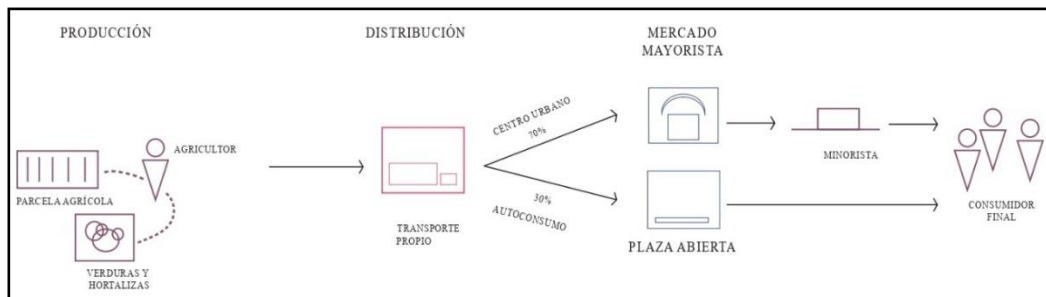 PRODUCCIÓN
DISTRIBUCIÓN
MERCADO
MAYORISTA
CENTRO URBANO
70%
AGRICULTOR
MINORISTA
PARCELA AGRÍCOLA
30%
AUTOCONSUMO
CONSUMIDOR
FINAL
TRANSPORTE
PROPIO
PLAZA ABIERTA
VERDURAS Y
HORTALIZAS